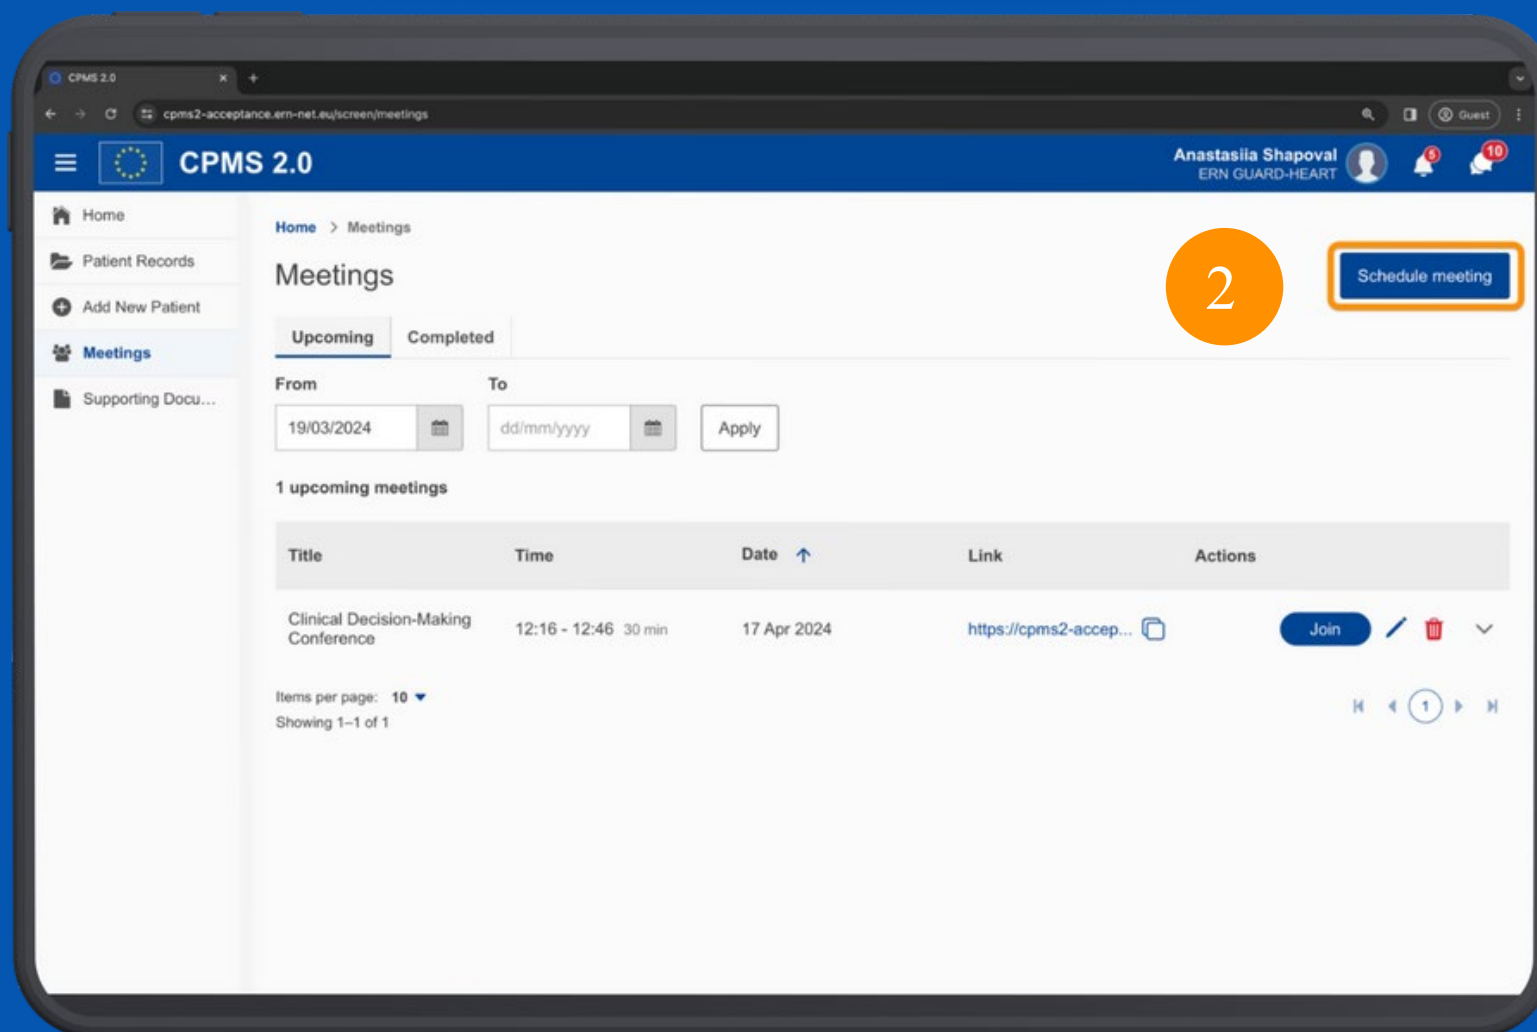 CPMS 2.0
cpms2-acceptance.ern-net.eu/screen/meetings
Guest
CPMS 2.0
Anastasiia Shapoval
ERN GUARD-HEART
5
10
Home
Patient Records
Add New Patient
Meetings
Supporting Docu...
Home > Meetings
Meetings
2
Schedule meeting
Upcoming Completed
From To
19/03/2024 dd/mm/yyyy Apply
1 upcoming meetings
Title Time Date Link Actions
Clinical Decision-Making
Conference
12:16 - 12:46 30 min 17 Apr 2024 https://cpms2-accep... Join
Items per page: 10
Showing 1–1 of 1
1